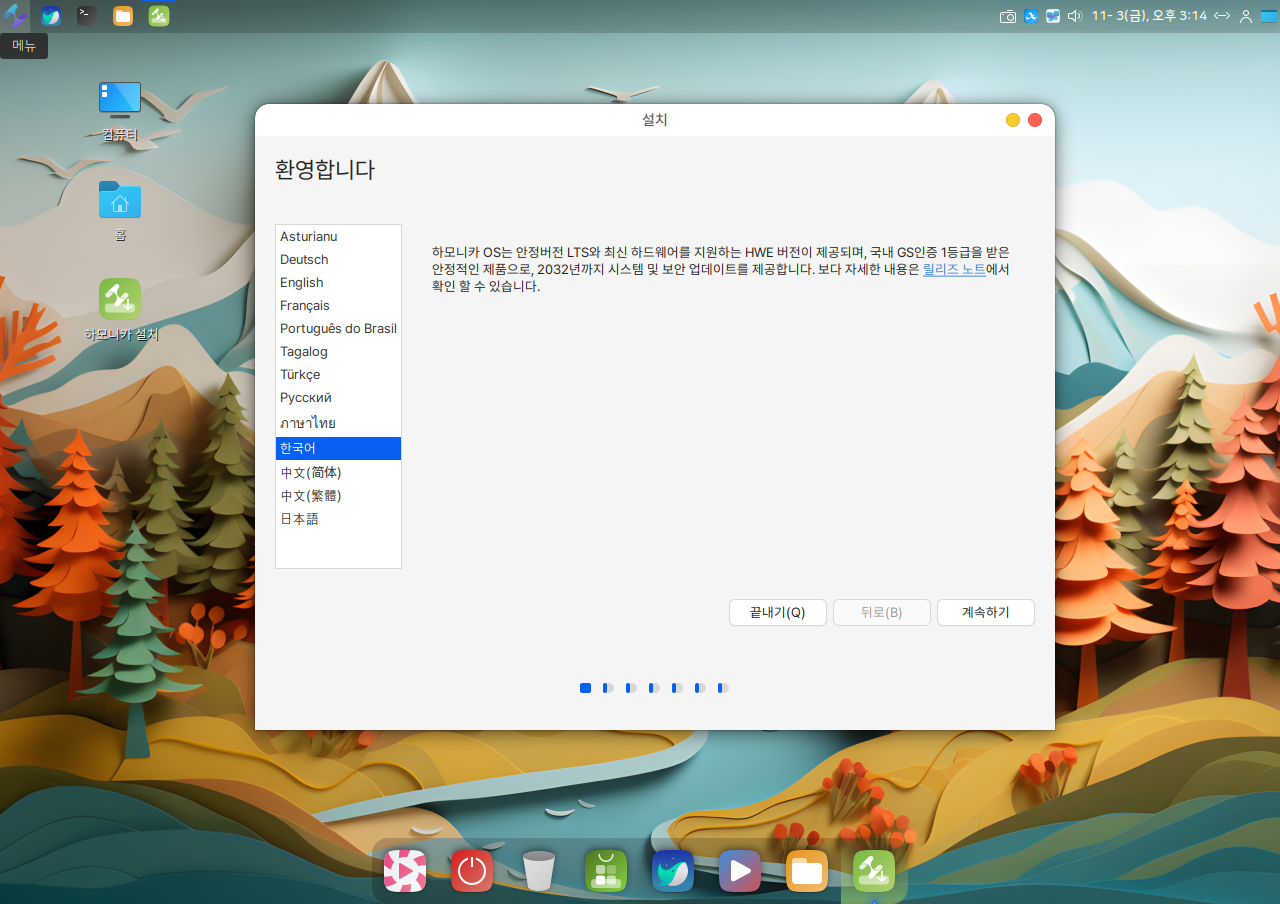 11- 3(금), 오후 3:14
메뉴
컴퓨터
홈
하모니카 설치
설치
환영합니다
Asturianu
Deutsch
English
Français
Português do Brasil
Tagalog
Türkçe
Русский
ภาษาไทย
한국어
中文(简体)
中文(繁體)
日本語
하모니카 OS는 안정버전 LTS와 최신 하드웨어를 지원하는 HWE 버전이 제공되며, 국내 GS인증 1등급을 받은
안정적인 제품으로, 2032년까지 시스템 및 보안 업데이트를 제공합니다. 보다 자세한 내용은 릴리즈 노트에서
확인 할 수 있습니다.
끝내기(Q)
뒤로(B)
계속하기